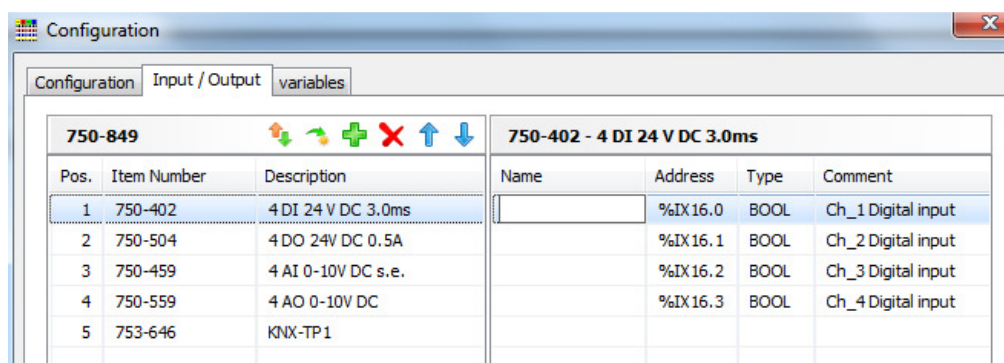 Configuration
Configuration Input / Output variables
750-849 750-402 - 4 DI 24 V DC 3.0ms
Pos. Item Number Description Name Address Type Comment
1 750-402 4 DI 24 V DC 3.0ms %IX16.0 BOOL Ch_1 Digital input
2 750-504 4 DO 24V DC 0.5A %IX16.1 BOOL Ch_2 Digital input
3 750-459 4 AI 0-10V DC s.e. %IX16.2 BOOL Ch_3 Digital input
4 750-559 4 AO 0-10V DC %IX16.3 BOOL Ch_4 Digital input
5 753-646 KNX-TP1